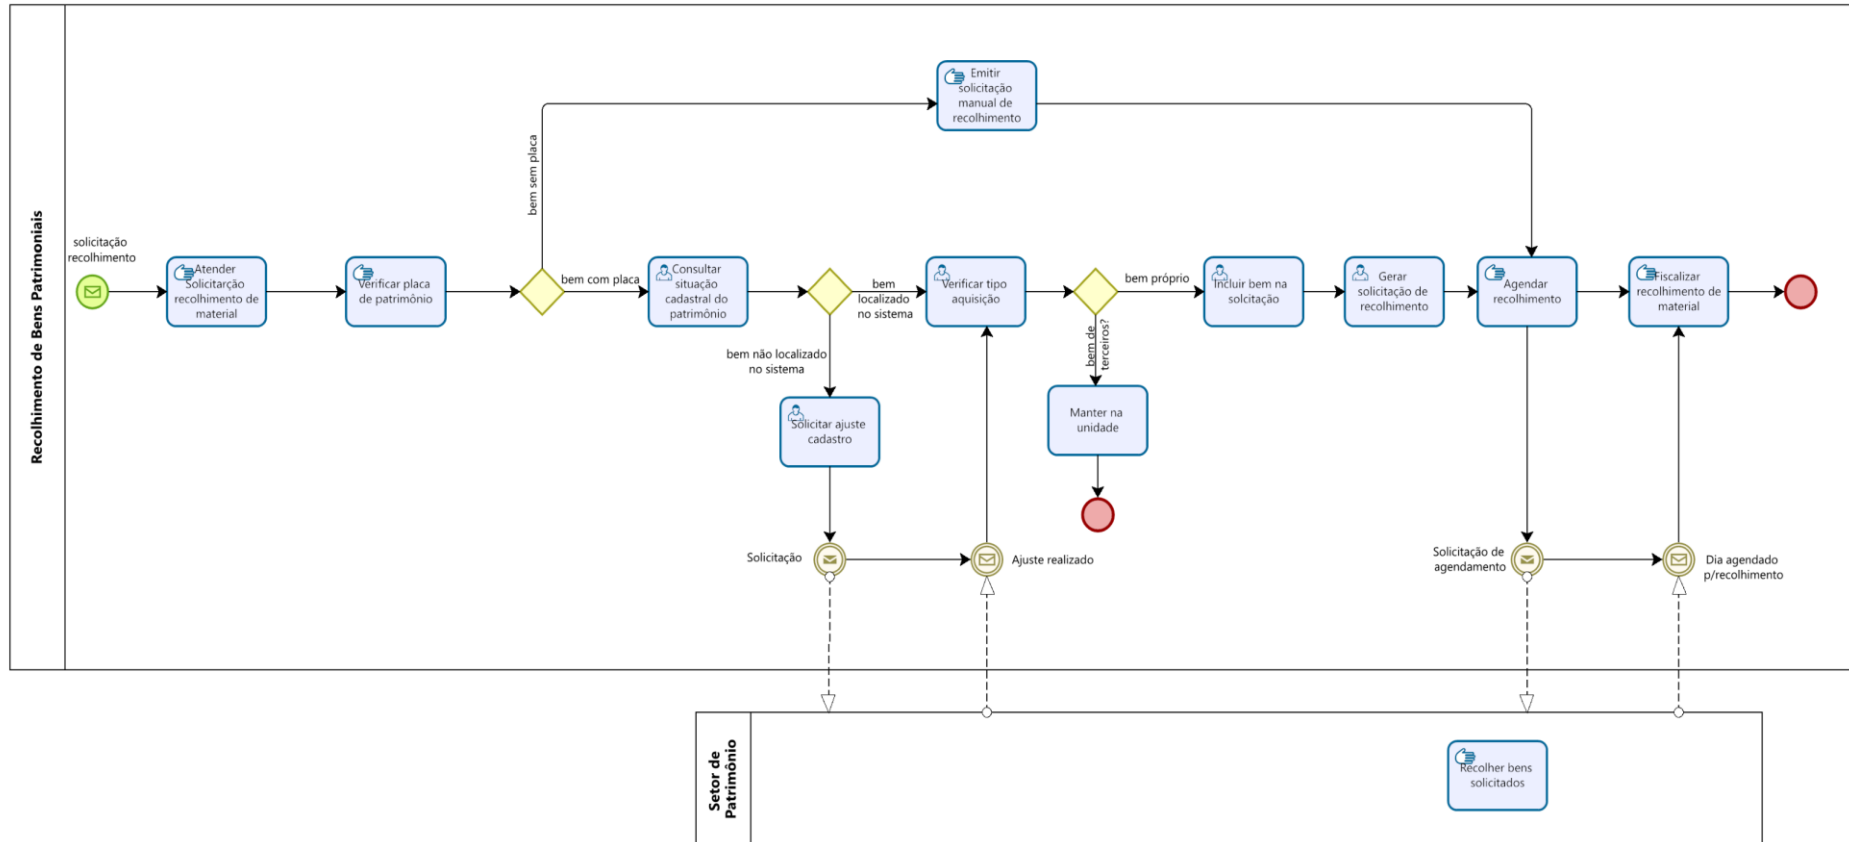 Recolhimento de Bens Patrimoniais
solicitação
recolhimento
Atender
Solicitarção
recolhimento de
material
Verificar placa
de patrimônio
bem sem placa
bem com placa
Emitir
solicitação
manual de
recolhimento
Consultar
situação
cadastral do
patrimônio
bem
localizado
no sistema
bem não localizado
no sistema
Solicitar ajuste
cadastro
Solicitação
Ajuste realizado
Verificar tipo
aquisição
bem próprio
bem de
terceiros?
Manter na
unidade
Incluir bem na
solcitação
Gerar
solicitação de
recolhimento
Agendar
recolhimento
Fiscalizar
recolhimento de
material
Solicitação de
agendamento
Dia agendado
p/recolhimento
Setor de
Patrimônio
Recolher bens
solicitados